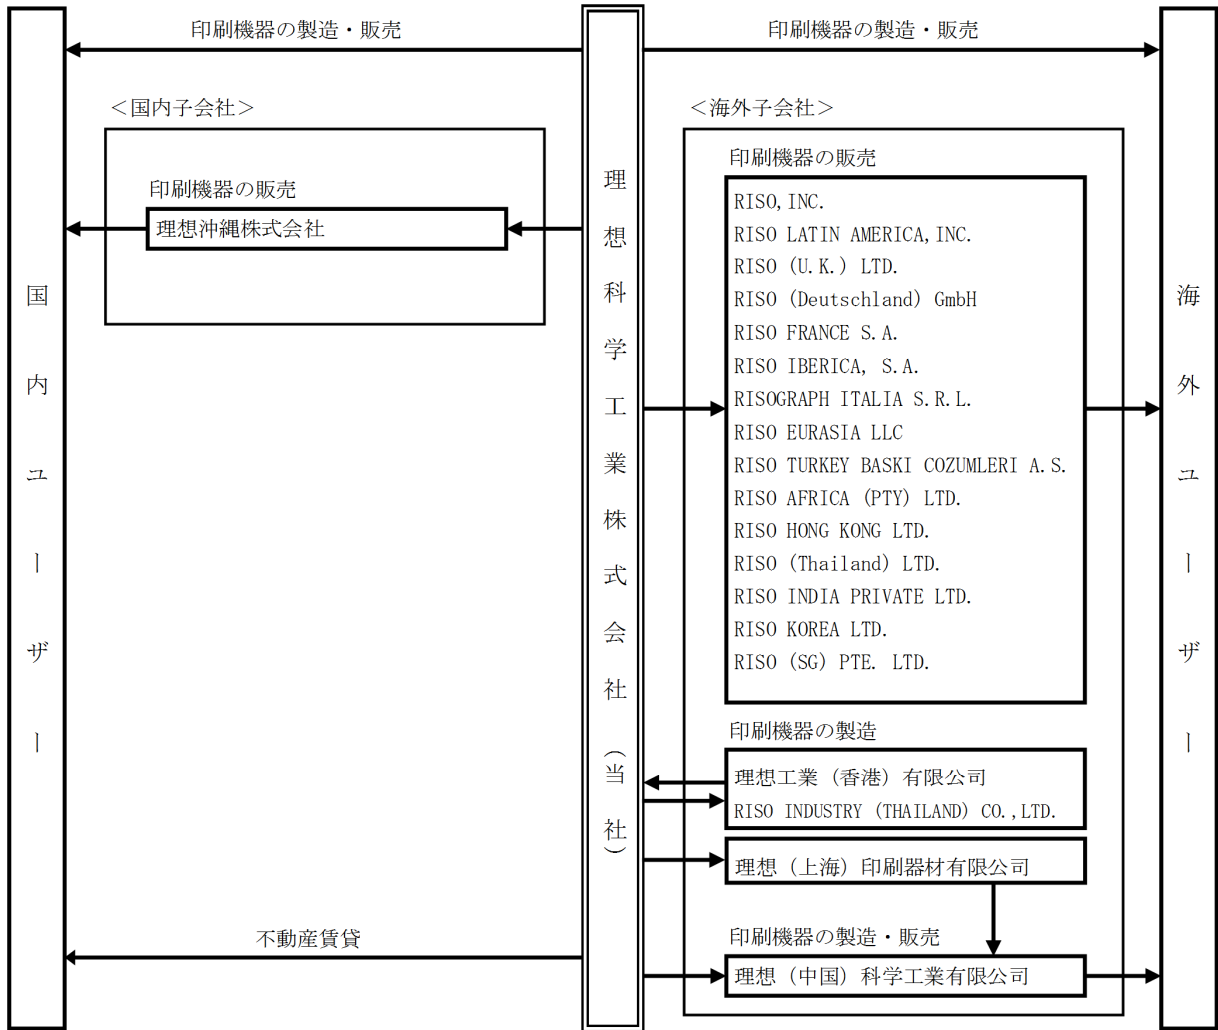 印刷機器の製造・販売
印刷機器の製造・販売
国内ユーザー
＜国内子会社＞
印刷機器の販売
理想沖縄株式会社
不動産賃貸
理想科学工業株式会社（当社）
＜海外子会社＞
印刷機器の販売
RISO,INC.
RISO LATIN AMERICA,INC.
RISO (U.K.) LTD.
RISO (Deutschland) GmbH
RISO FRANCE S.A.
RISO IBERICA, S.A.
RISOGRAPH ITALIA S.R.L.
RISO EURASIA LLC
RISO TURKEY BASKI COZUMLERI A.S.
RISO AFRICA (PTY) LTD.
RISO HONG KONG LTD.
RISO (Thailand) LTD.
RISO INDIA PRIVATE LTD.
RISO KOREA LTD.
RISO (SG) PTE. LTD.
印刷機器の製造
理想工業（香港）有限公司
RISO INDUSTRY (THAILAND) CO.,LTD.
理想（上海）印刷器材有限公司
印刷機器の製造・販売
理想（中国）科学工業有限公司
海外ユーザー